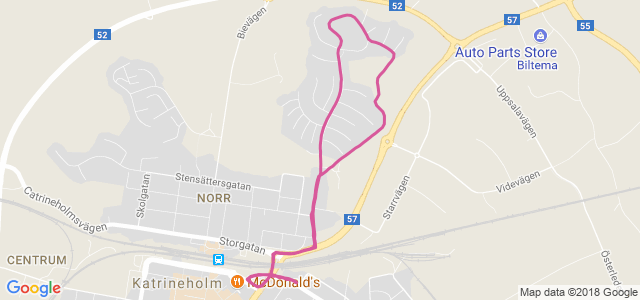 52
52
57
55
Bievägen
Auto Parts Store
Biltema
Uppsalavägen
Skolgatan
Stensättersgatan
NORR
Catrineholmsvägen
Starrvägen
Videvägen
57
Storgatan
Österled
CENTRUM
Katrineholm
McDonald's
Google
Google
Map data ©2018 Google